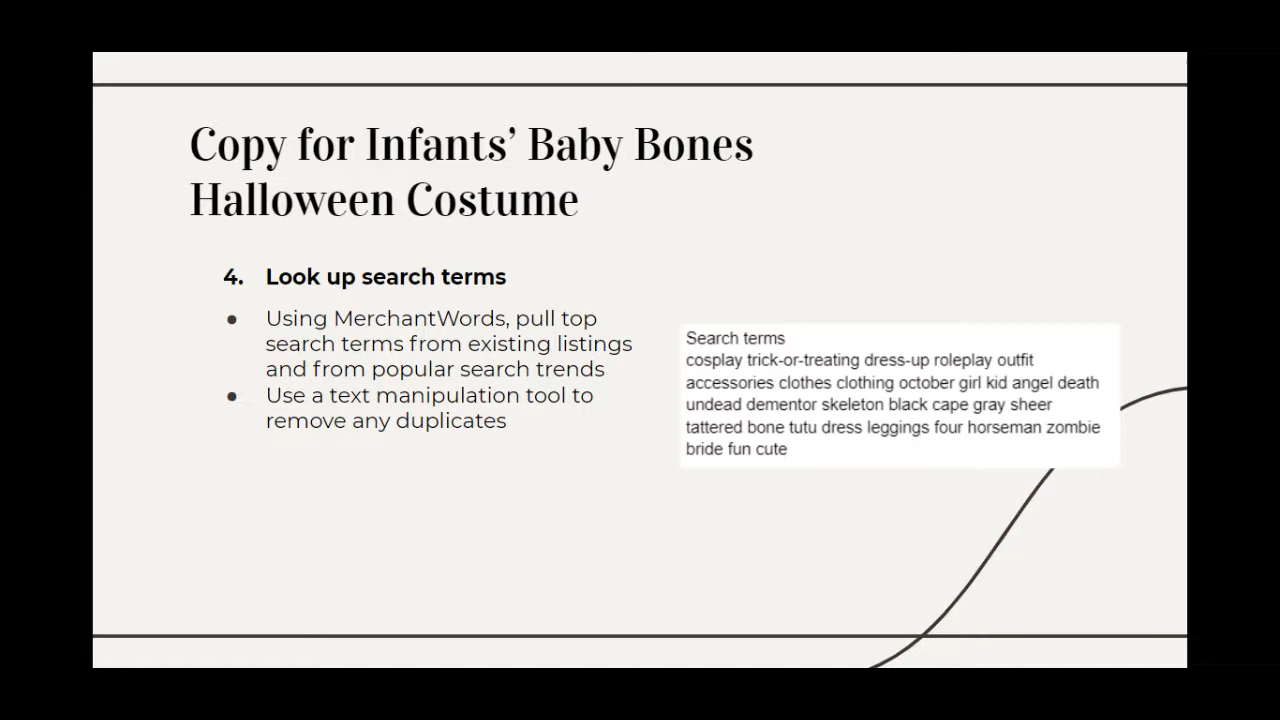 Copy for Infants’ Baby Bones
Halloween Costume
4. Look up search terms
● Using MerchantWords, pull top
search terms from existing listings
and from popular search trends
● Use a text manipulation tool to
remove any duplicates
Search terms
cosplay trick-or-treating dress-up roleplay outfit
accessories clothes clothing october girl kid angel death
undead dementor skeleton black cape gray sheer
tattered bone tutu dress leggings four horseman zombie
bride fun cute